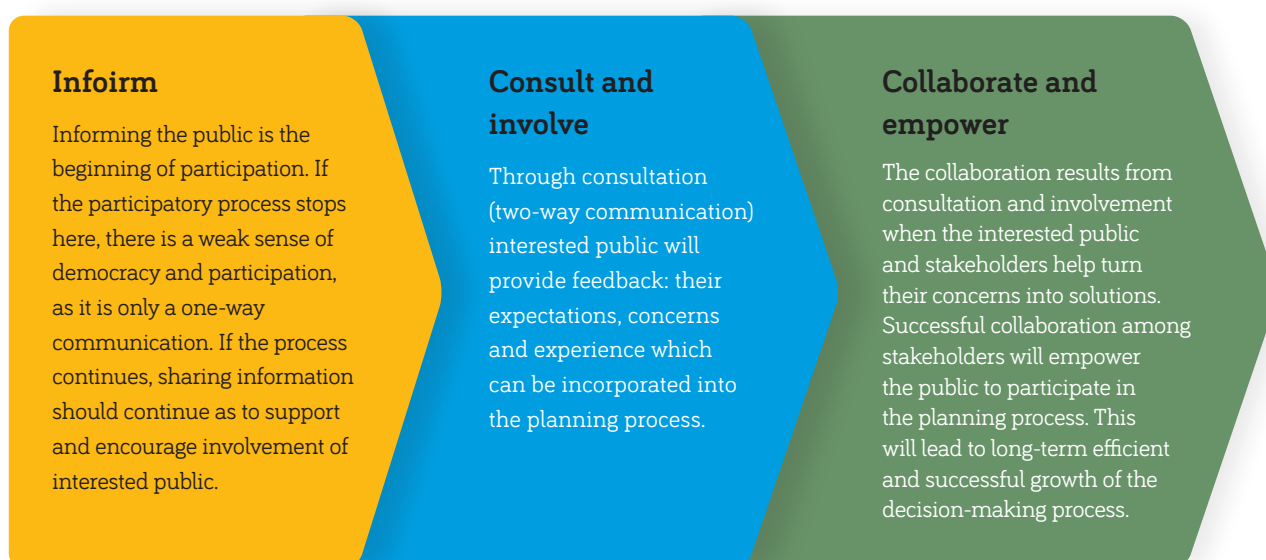 Infoirm
Informing the public is the
beginning of participation. If
the participatory process stops
here, there is a weak sense of
democracy and participation,
as it is only a one-way
communication. If the process
continues, sharing information
should continue as to support
and encourage involvement of
interested public.
Consult and
involve
Through consultation
(two-way communication)
interested public will
provide feedback: their
expectations, concerns
and experience which
can be incorporated into
the planning process.
Collaborate and
empower
The collaboration results from
consultation and involvement
when the interested public
and stakeholders help turn
their concerns into solutions.
Successful collaboration among
stakeholders will empower
the public to participate in
the planning process. This
will lead to long-term efficient
and successful growth of the
decision-making process.